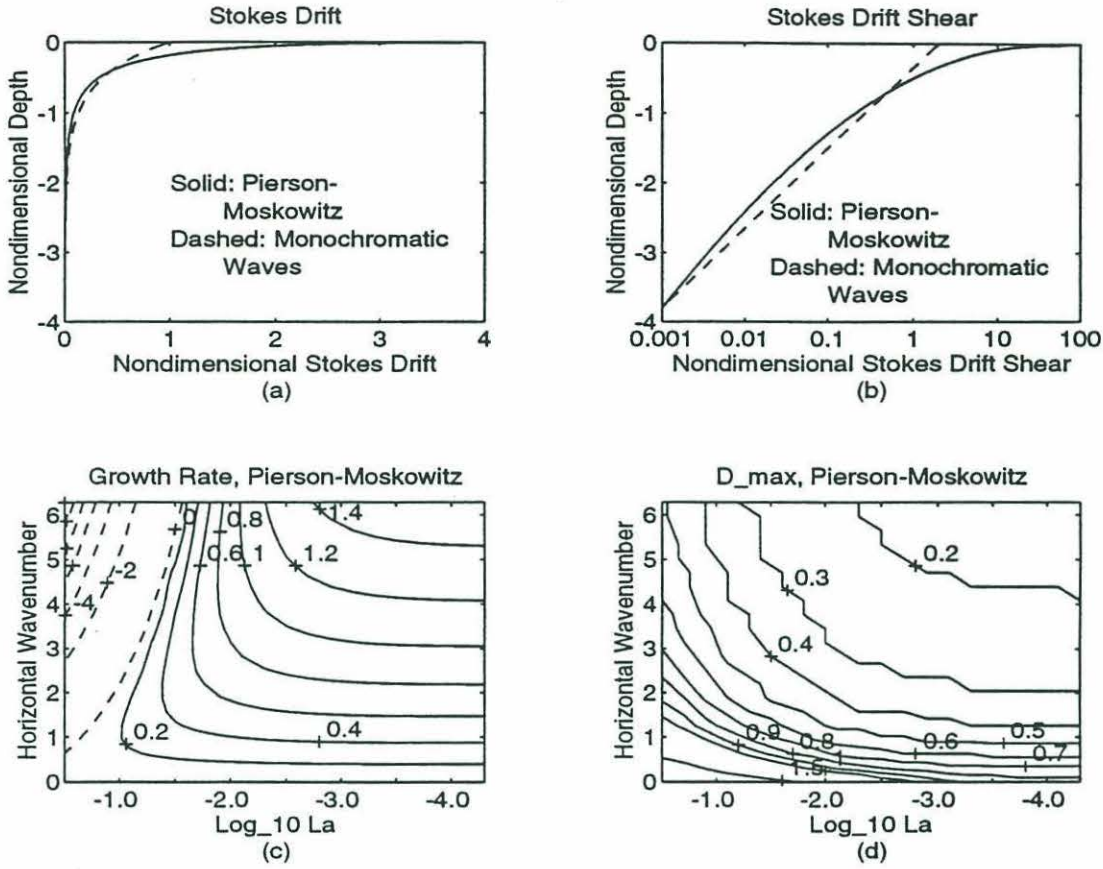 Stokes Drift
Nondimensional Depth
0
-1
-2
-3
-4
Solid: Pierson-
Moskowitz
Dashed: Monochromatic
Waves
0
1
2
3
4
Nondimensional Stokes Drift
(a)
Stokes Drift Shear
Nondimensional Depth
0
-1
-2
-3
-4
Solid: Pierson-
Moskowitz
Dashed: Monochromatic
Waves
0.001
0.01
0.1
1
10
100
Nondimensional Stokes Drift Shear
(b)
Growth Rate, Pierson-Moskowitz
Horizontal Wavenumber
6
5
4
3
2
1
0
0
0.8
1.4
0.6
1
1.2
-2
-4
0.2
0.4
-1.0
-2.0
-3.0
-4.0
Log_10 La
(c)
D_max, Pierson-Moskowitz
Horizontal Wavenumber
6
5
4
3
2
1
0
0.2
0.3
0.4
0.5
0.9
0.8
0.6
0.7
1.5
-1.0
-2.0
-3.0
-4.0
Log_10 La
(d)